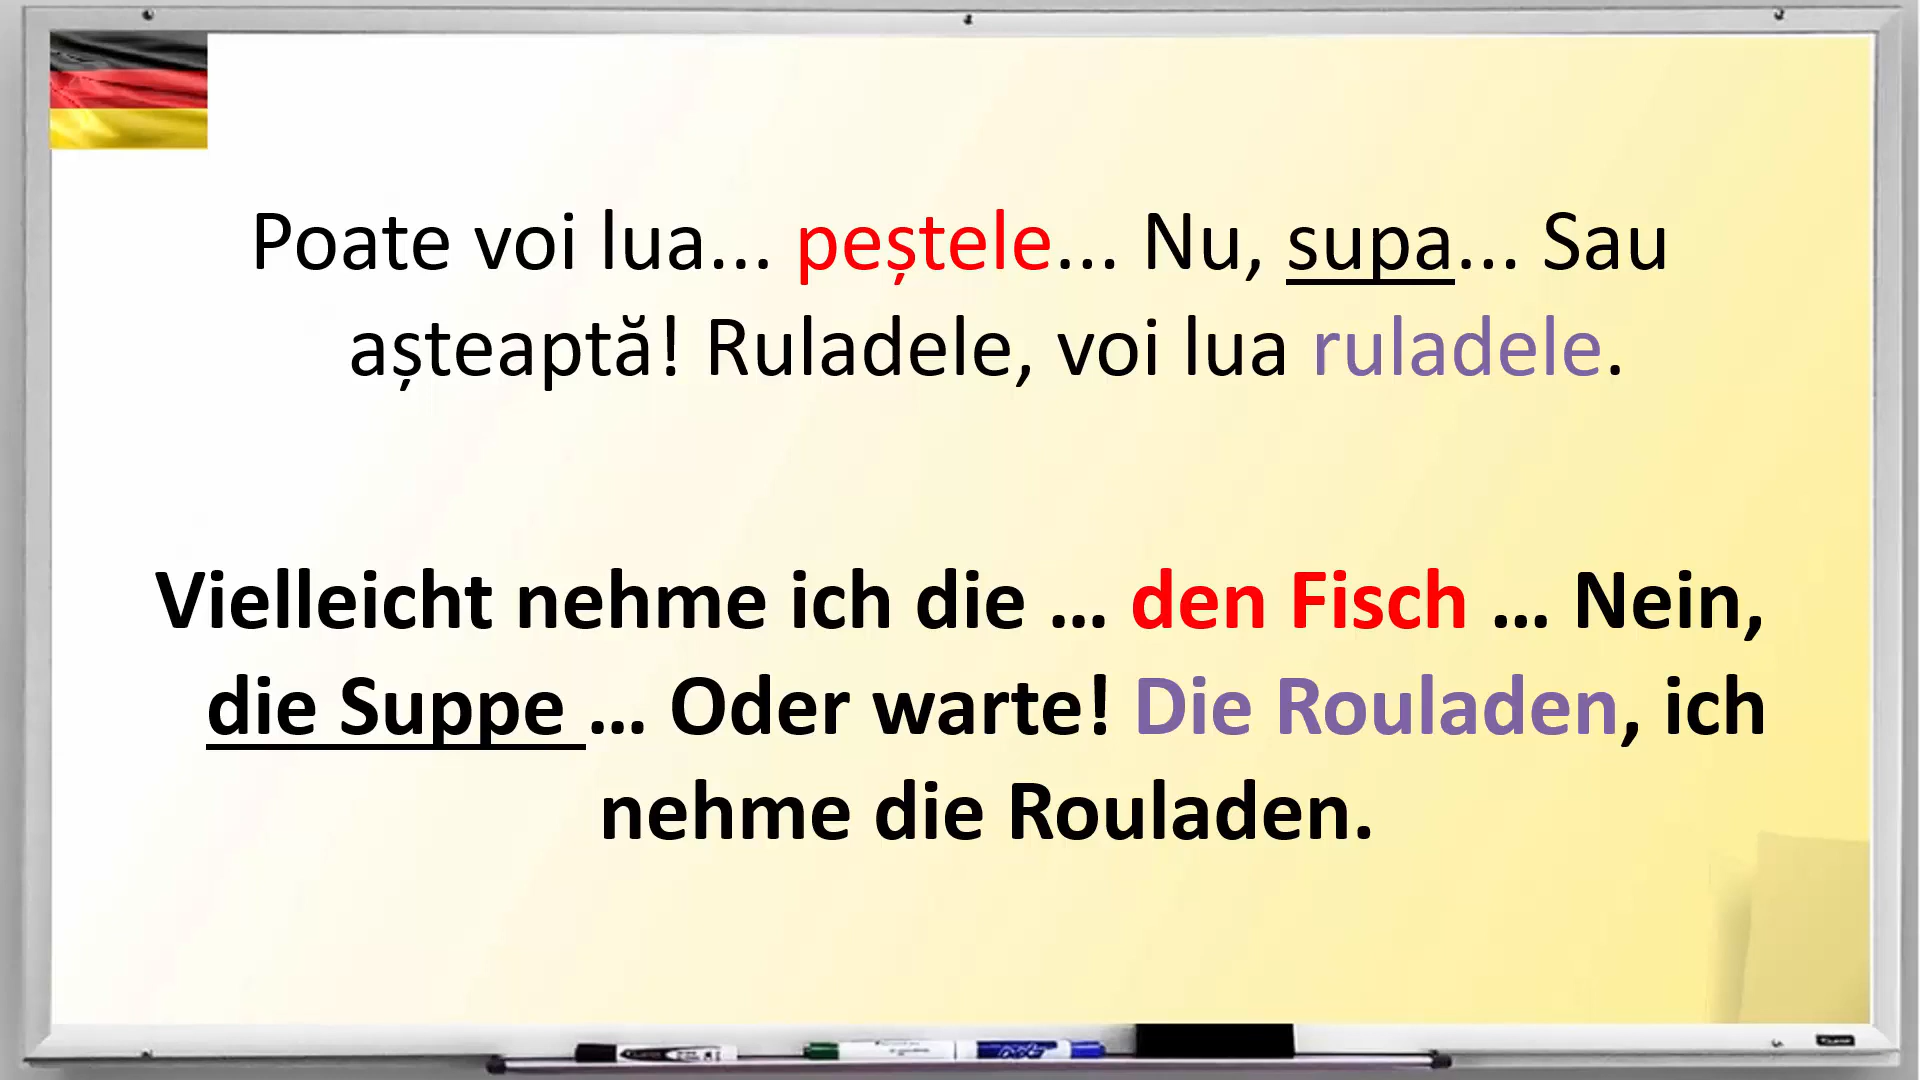 Poate voi lua... peștele... Nu, supa... Sau
așteaptă! Ruladele, voi lua ruladele.
Vielleicht nehme ich die … den Fisch … Nein,
die Suppe … Oder warte! Die Rouladen, ich
nehme die Rouladen.